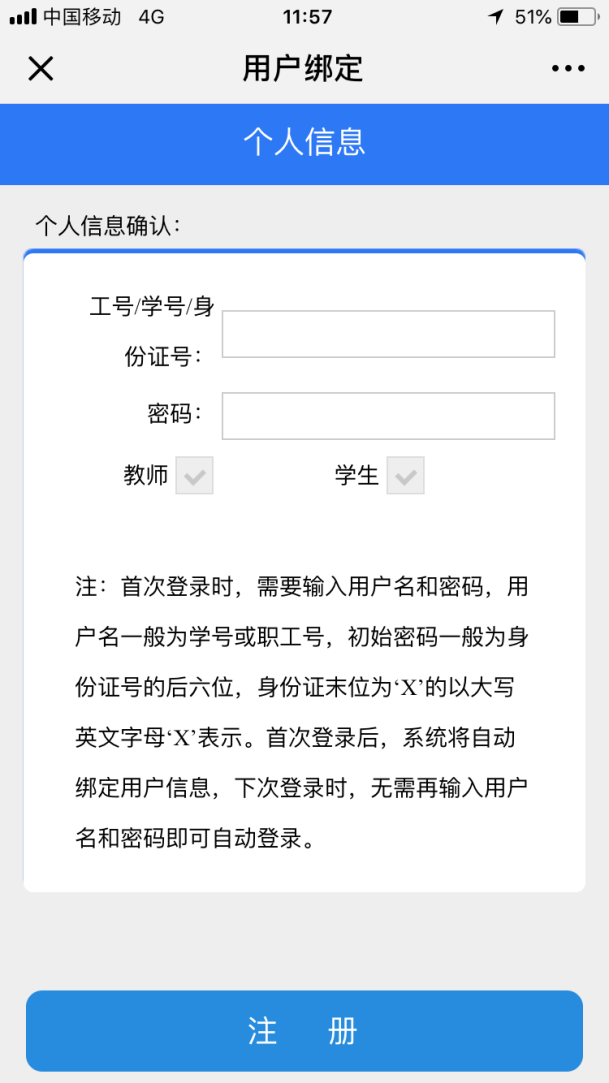 中国移动 4G 11:57 51%
用户绑定
个人信息
个人信息确认：
工号/学号/身
份证号：
密码：
教师 学生
注：首次登录时，需要输入用户名和密码，用
户名一般为学号或职工号，初始密码一般为身
份证号的后六位，身份证末位为‘X’的以大写
英文字母‘X’表示。首次登录后，系统将自动
绑定用户信息，下次登录时，无需再输入用户
名和密码即可自动登录。
注 册